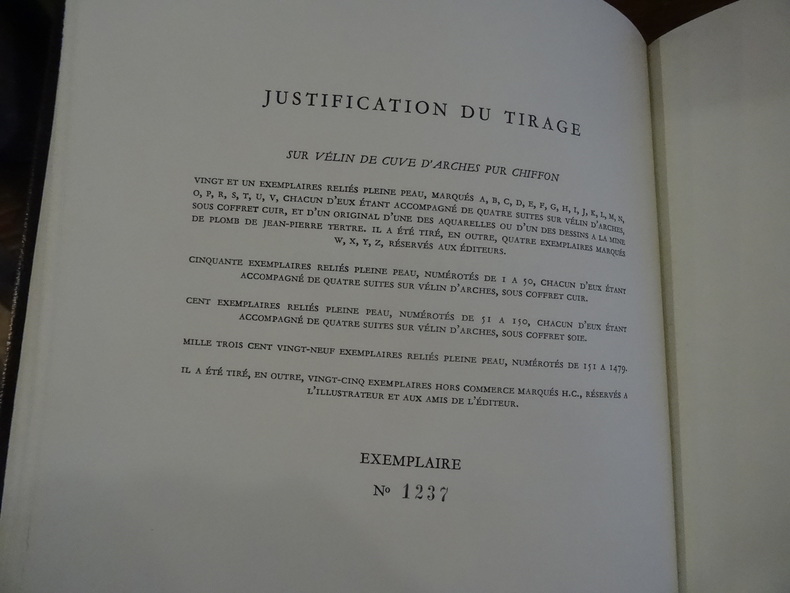 JUSTIFICATION DU TIRAGE
SUR VÉLIN DE CUVE D'ARCHES PUR CHIFFON
VINGT ET UN EXEMPLAIRES RELIÉS PLEINE PEAU, MARQUÉS A, B, C, D, E, F, G, H, I, J, K, L, M, N,
O, P, R, S, T, U, V, CHACUN D'EUX ÉTANT ACCOMPAGNÉ DE QUATRE SUITES SUR VÉLIN D'ARCHES,
SOUS COFFRET CUIR, ET D'UN ORIGINAL D'UNE DES AQUARELLES OU D'UN DES DESSINS A LA MINE
DE PLOMB DE JEAN-PIERRE TERTRE. IL A ÉTÉ TIRÉ, EN OUTRE, QUATRE EXEMPLAIRES MARQUÉS
W, X, Y, Z, RÉSERVÉS AUX ÉDITEURS.
CINQUANTE EXEMPLAIRES RELIÉS PLEINE PEAU, NUMÉROTÉS DE 1 A 50, CHACUN D'EUX ÉTANT
ACCOMPAGNÉ DE QUATRE SUITES SUR VÉLIN D'ARCHES, SOUS COFFRET CUIR.
CENT EXEMPLAIRES RELIÉS PLEINE PEAU, NUMÉROTÉS DE 51 A 150, CHACUN D'EUX ÉTANT
ACCOMPAGNÉ DE QUATRE SUITES SUR VÉLIN D'ARCHES, SOUS COFFRET SOIE.
MILLE TROIS CENT VINGT-NEUF EXEMPLAIRES RELIÉS PLEINE PEAU, NUMÉROTÉS DE 151 A 1479.
IL A ÉTÉ TIRÉ, EN OUTRE, VINGT-CINQ EXEMPLAIRES HORS COMMERCE MARQUÉS H.C., RÉSERVÉS A
L'ILLUSTRATEUR ET AUX AMIS DE L'ÉDITEUR.
EXEMPLAIRE
Nº 1237